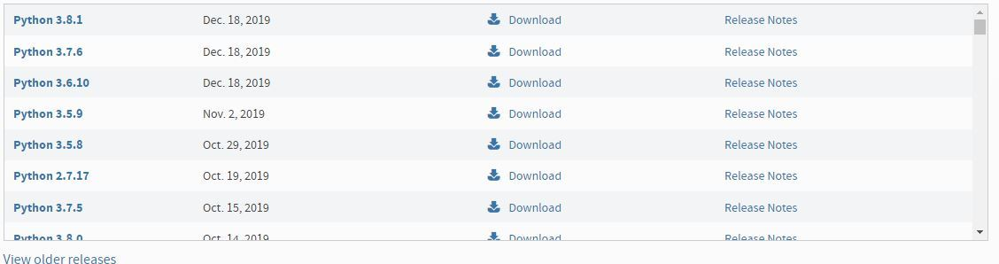 Python 3.8.1 Dec. 18, 2019 Download Release Notes
Python 3.7.6 Dec. 18, 2019 Download Release Notes
Python 3.6.10 Dec. 18, 2019 Download Release Notes
Python 3.5.9 Nov. 2, 2019 Download Release Notes
Python 3.5.8 Oct. 29, 2019 Download Release Notes
Python 2.7.17 Oct. 19, 2019 Download Release Notes
Python 3.7.5 Oct. 15, 2019 Download Release Notes
Python 3.8.0 Oct. 14, 2019 Download Release Notes
View older releases